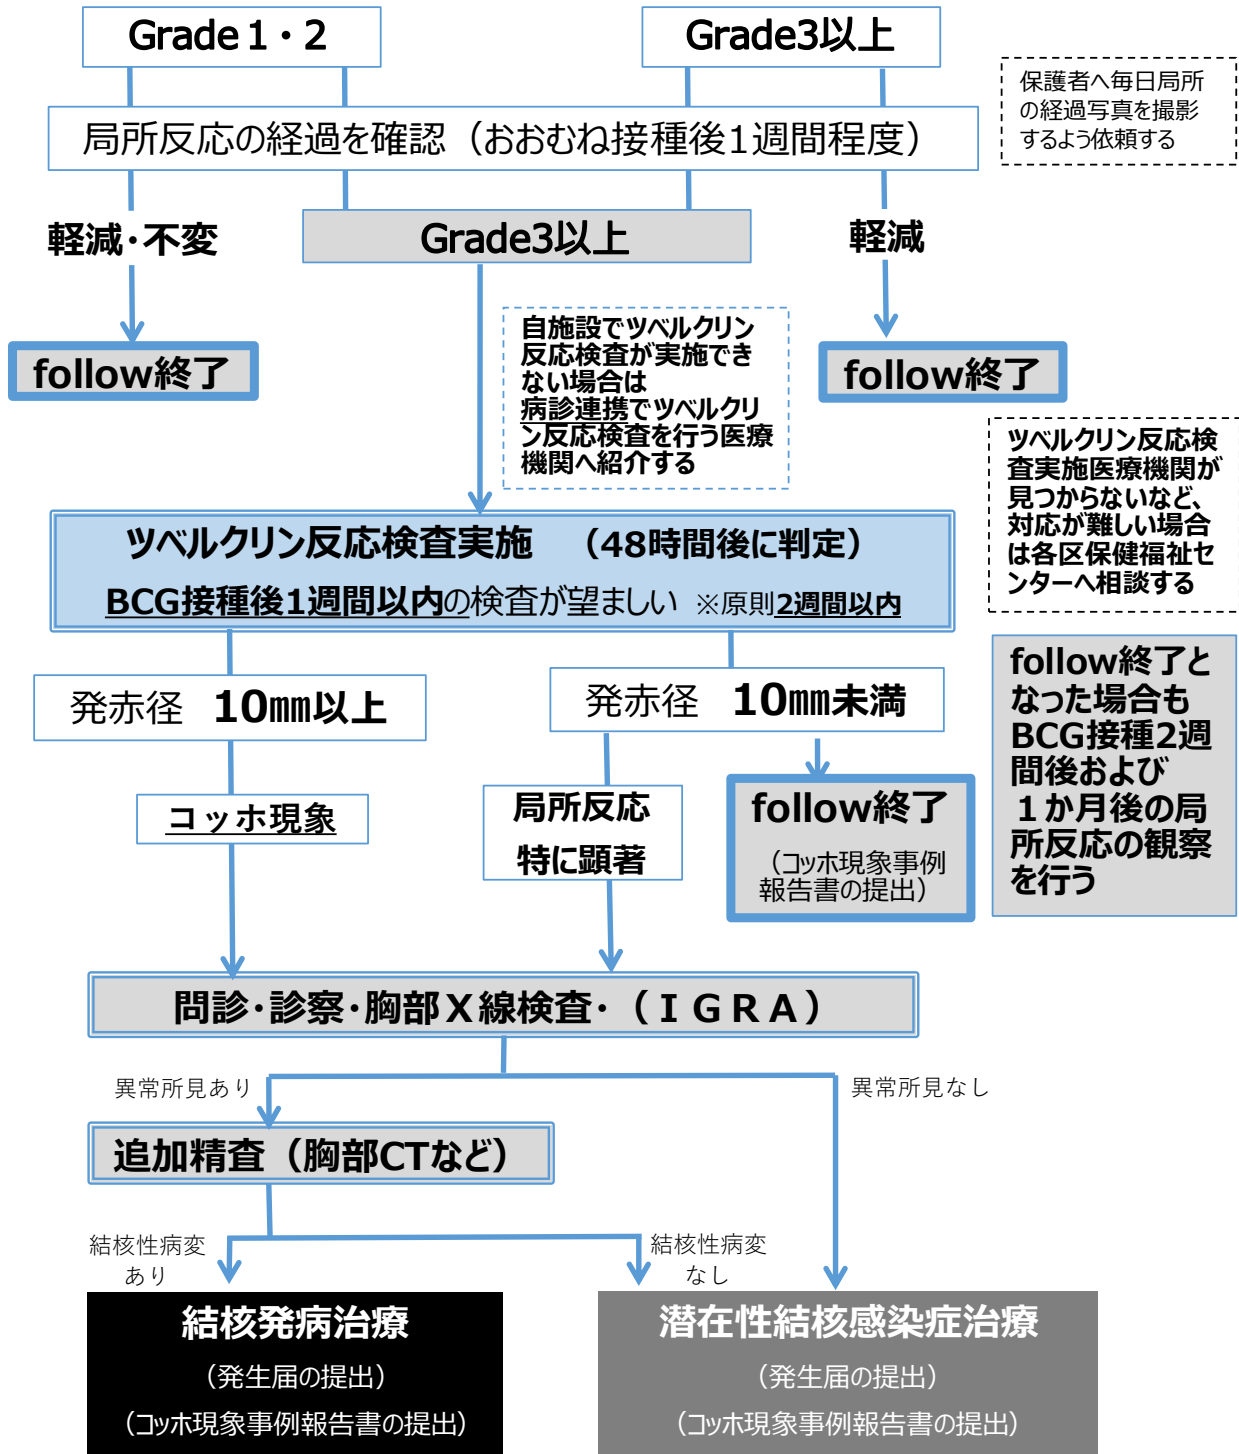 Grade１・２
Grade3以上
保護者へ毎日局所
の経過写真を撮影
するよう依頼する
局所反応の経過を確認（おおむね接種後1週間程度）
軽減・不変
Grade3以上
軽減
follow終了
自施設でツベルクリン
反応検査が実施でき
ない場合は
病診連携でツベルクリ
ン反応検査を行う医療
機関へ紹介する
follow終了
ツベルクリン反応検
査実施医療機関が
見つからないなど、
対応が難しい場合
は各区保健福祉セ
ンターへ相談する
ツベルクリン反応検査実施　（48時間後に判定）
BCG接種後1週間以内の検査が望ましい ※原則2週間以内
follow終了と
なった場合も
BCG接種2週
間後および
１か月後の局
所反応の観察
を行う
発赤径　10㎜以上
発赤径　10㎜未満
コッホ現象
局所反応
特に顕著
follow終了
（コッホ現象事例
報告書の提出）
問診・診察・胸部Ｘ線検査・（ＩＧＲＡ）
異常所見あり
異常所見なし
追加精査（胸部CTなど）
結核性病変
あり
結核性病変
なし
結核発病治療
（発生届の提出）
（コッホ現象事例報告書の提出）
潜在性結核感染症治療
（発生届の提出）
（コッホ現象事例報告書の提出）